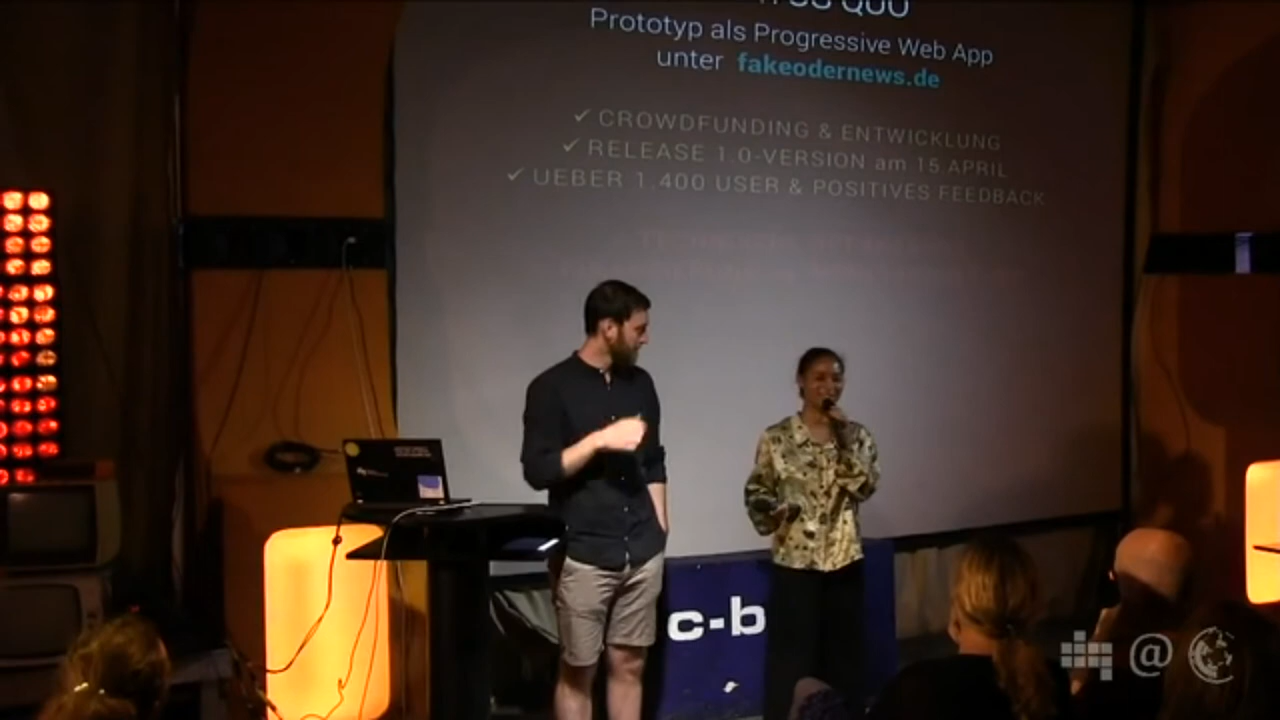 QUO
Prototyp als Progressive Web App
unter fakeodernews.de
✓ CROWDFUNDING & ENTWICKLUNG
✓ RELEASE 1.0-VERSION am 15.APRIL
✓ UEBER 1.400 USER & POSITIVES FEEDBACK
c-b
@